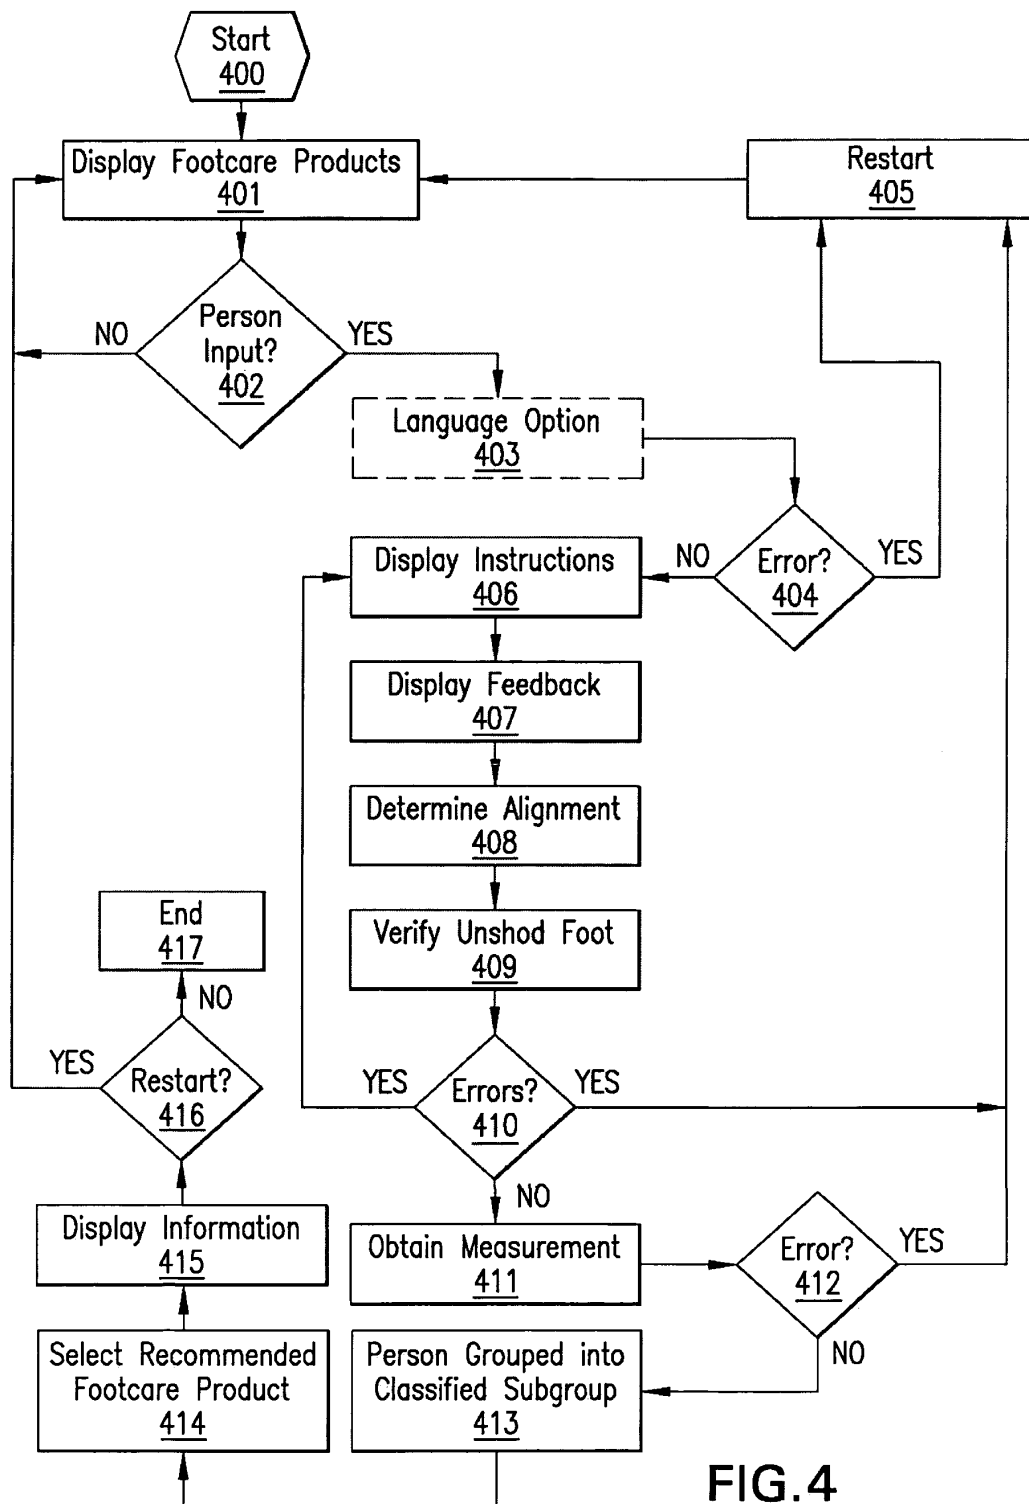 Start
400
Display Footcare Products
401
Restart
405
Person
Input?
402
NO
YES
Language Option
403
Error?
404
NO
YES
Display Instructions
406
Display Feedback
407
Determine Alignment
408
Verify Unshod Foot
409
End
417
NO
Restart?
416
YES
Errors?
410
YES
YES
NO
Display Information
415
Obtain Measurement
411
Error?
412
YES
NO
Select Recommended
Footcare Product
414
Person Grouped into
Classified Subgroup
413
FIG.4